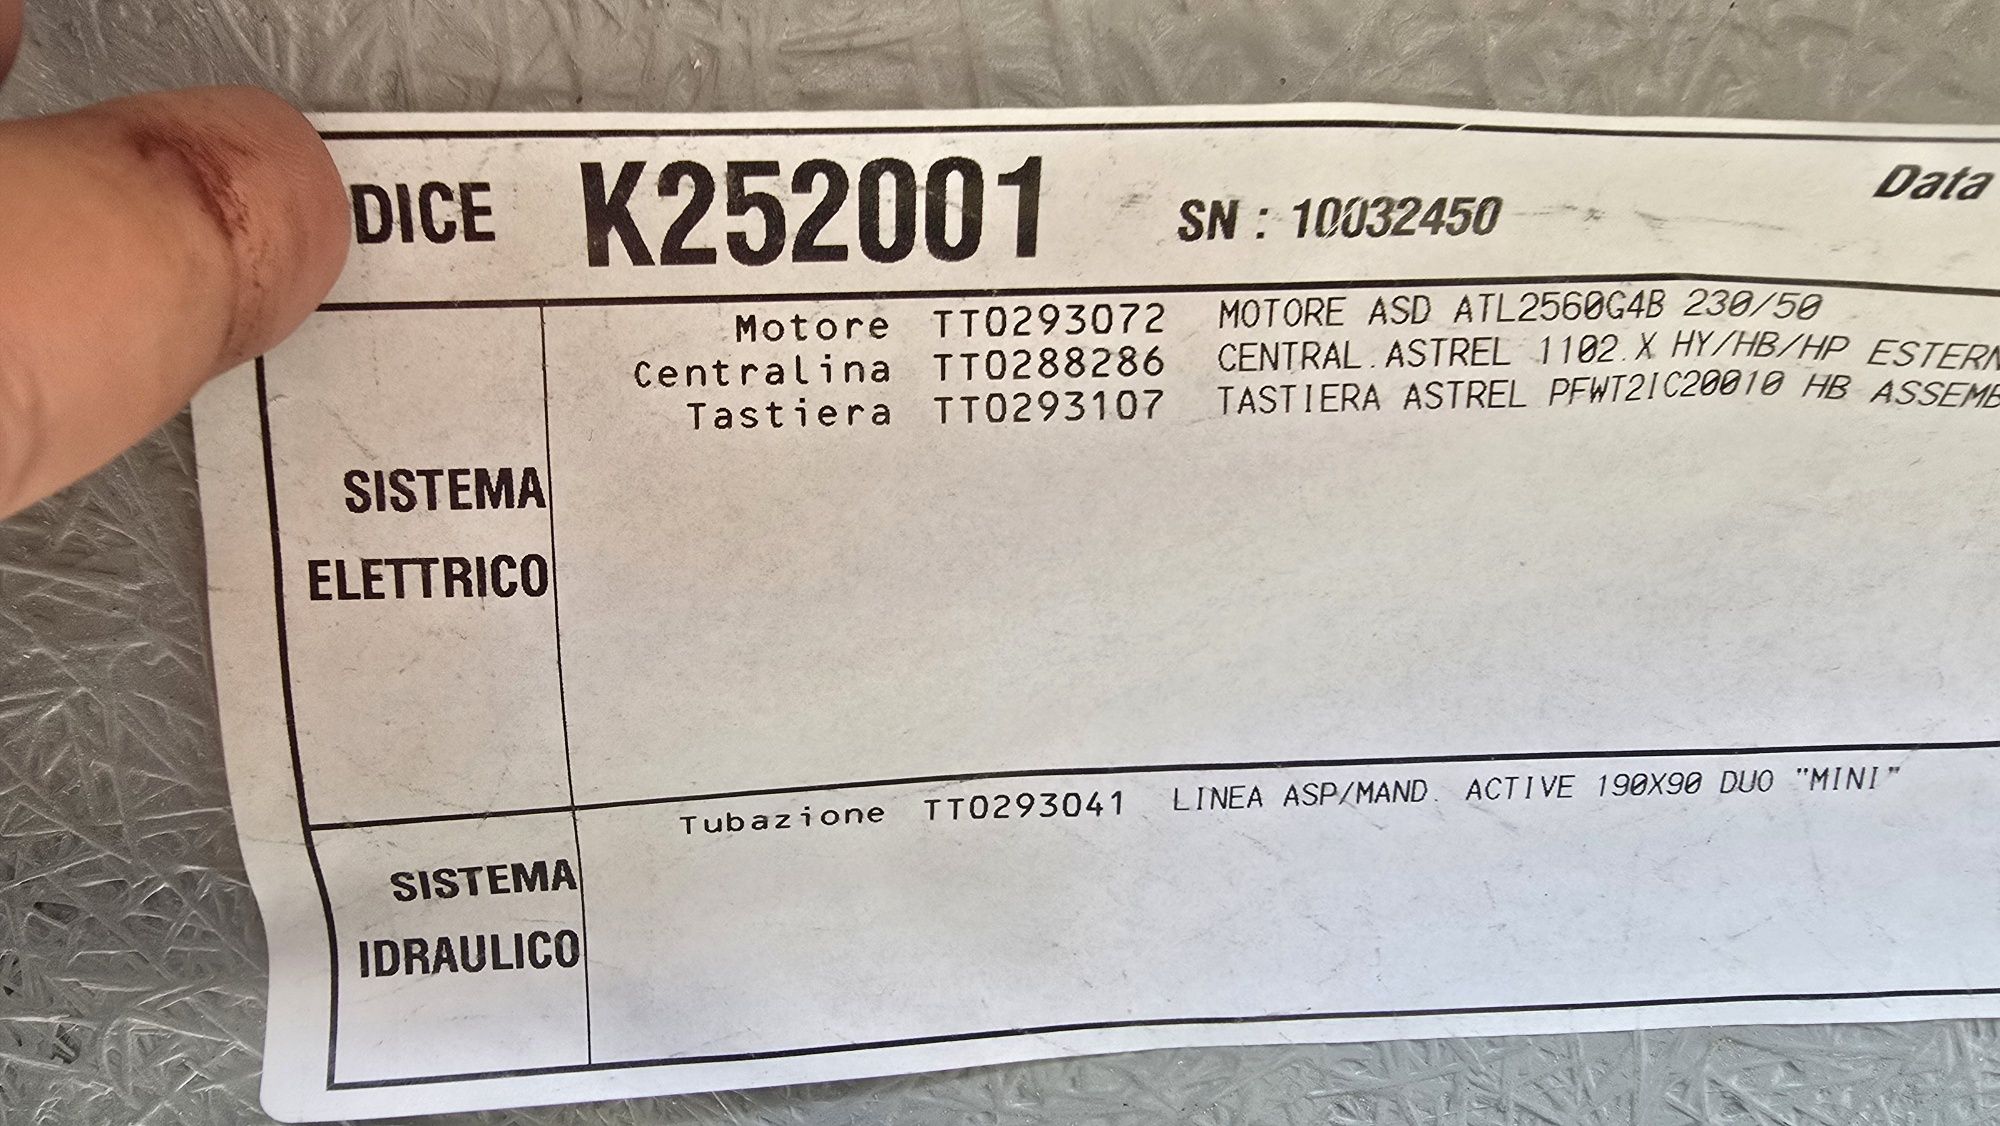 DICE K252001 SN : 10032450 Data
Motore TT0293072 MOTORE ASD ATL2560G4B 230/50
Centralina TT0288286 CENTRAL.ASTREL 1102.X HY/HB/HP ESTERN
Tastiera TT0293107 TASTIERA ASTREL PFWT2IC20010 HB ASSEMB
SISTEMA
ELETTRICO
Tubazione TT0293041 LINEA ASP/MAND. ACTIVE 190X90 DUO "MINI"
SISTEMA
IDRAULICO